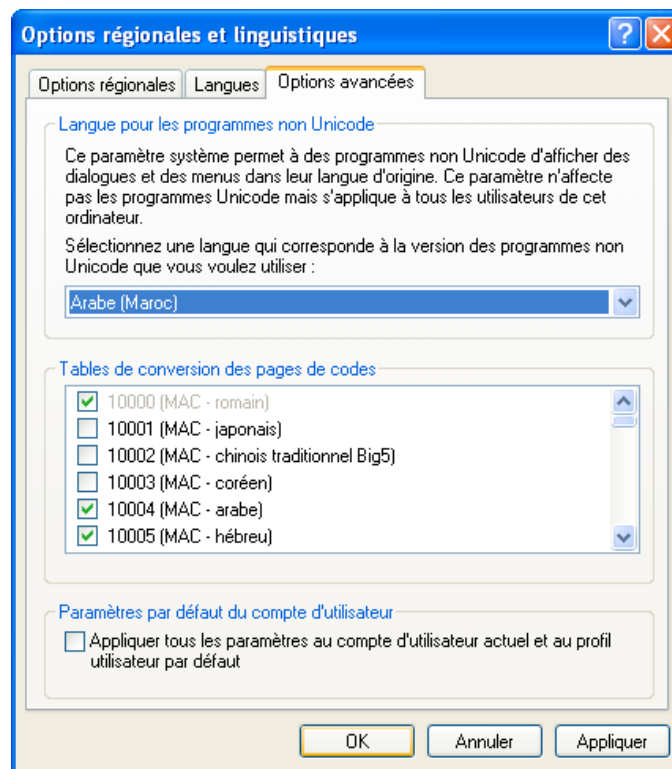 Options régionales et linguistiques
Options régionales
Langues
Options avancées
Langue pour les programmes non Unicode
Ce paramètre système permet à des programmes non Unicode d'afficher des
dialogues et des menus dans leur langue d'origine. Ce paramètre n'affecte
pas les programmes Unicode mais s'applique à tous les utilisateurs de cet
ordinateur.
Sélectionnez une langue qui corresponde à la version des programmes non
Unicode que vous voulez utiliser :
Arabe (Maroc)
Tables de conversion des pages de codes
10000 (MAC - romain)
10001 (MAC - japonais)
10002 (MAC - chinois traditionnel Big5)
10003 (MAC - coréen)
10004 (MAC - arabe)
10005 (MAC - hébreu)
Paramètres par défaut du compte d'utilisateur
Appliquer tous les paramètres au compte d'utilisateur actuel et au profil
utilisateur par défaut
OK
Annuler
Appliquer